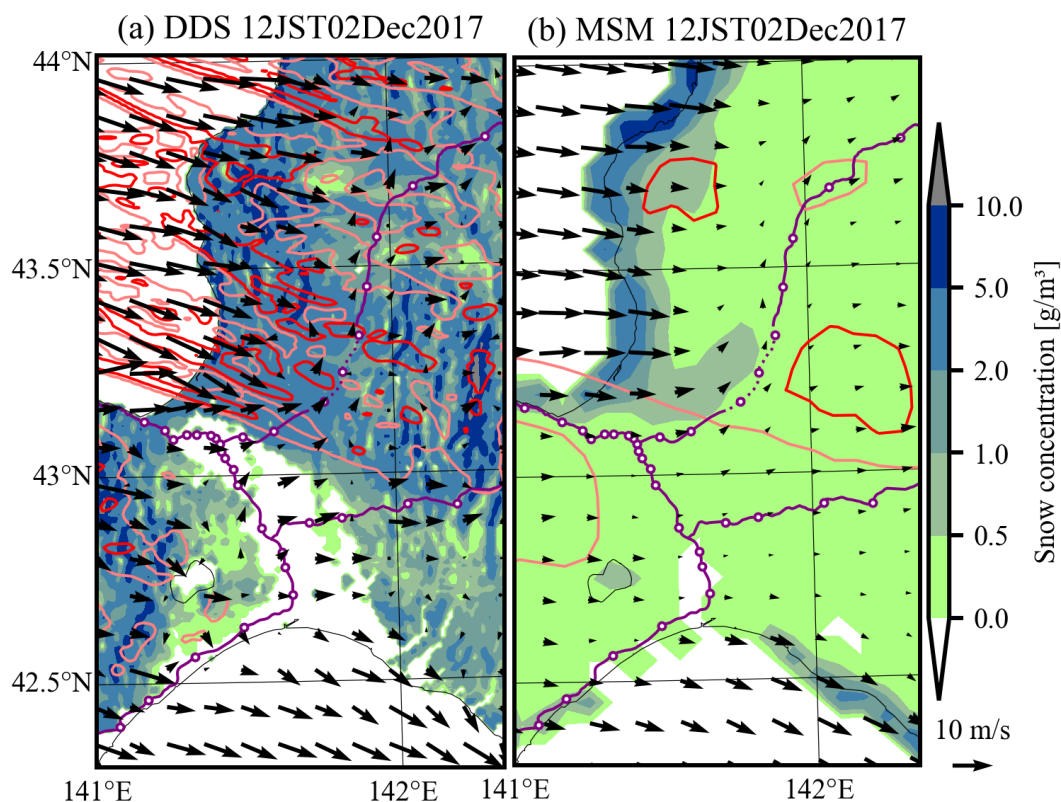 (a) DDS 12JST02Dec2017
(b) MSM 12JST02Dec2017
44°N
43.5°N
43°N
42.5°N
141°E
142°E
141°E
142°E
10.0
5.0
2.0
1.0
0.5
0.0
Snow concentration [g/m³]
10 m/s